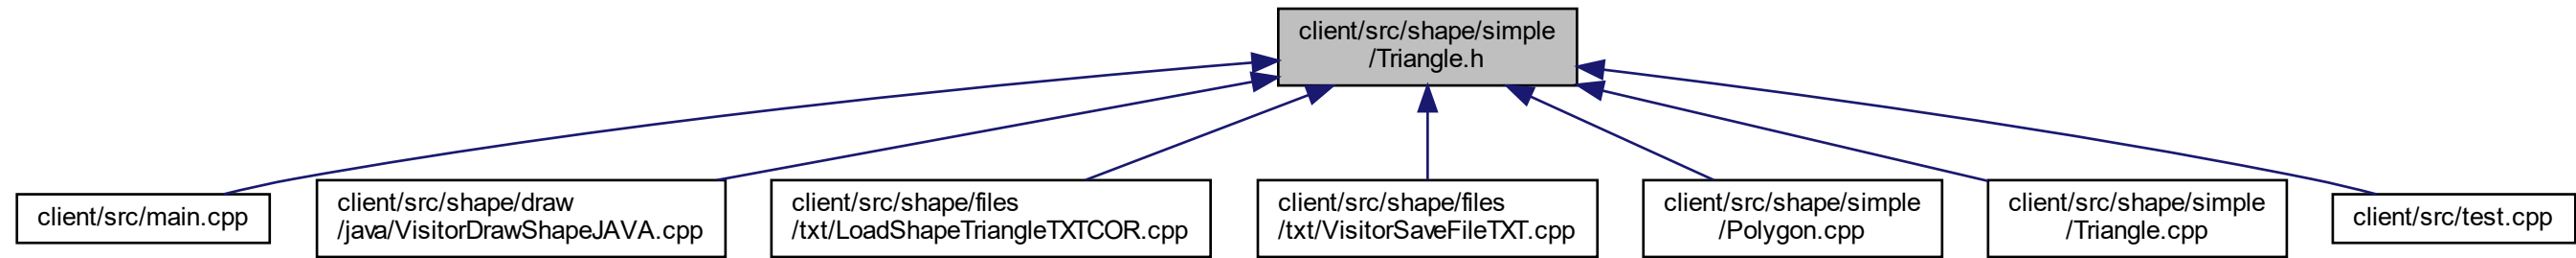 client/src/shape/simple
/Triangle.h
client/src/main.cpp
client/src/shape/draw
/java/VisitorDrawShapeJAVA.cpp
client/src/shape/files
/txt/LoadShapeTriangleTXTCOR.cpp
client/src/shape/files
/txt/VisitorSaveFileTXT.cpp
client/src/shape/simple
/Polygon.cpp
client/src/shape/simple
/Triangle.cpp
client/src/test.cpp